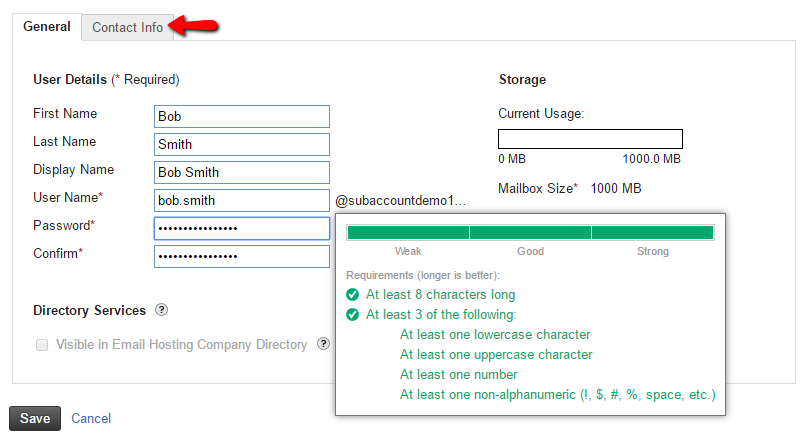 General
Contact Info
User Details (* Required)
First Name
Bob
Last Name
Smith
Display Name
Bob Smith
User Name*
bob.smith
@subaccountdemo1...
Password*
••••••••••••••••
Confirm*
••••••••••••••••
Directory Services ?
Visible in Email Hosting Company Directory ?
Storage
Current Usage:
0 MB 1000.0 MB
Mailbox Size* 1000 MB
Weak Good Strong
Requirements (longer is better):
At least 8 characters long
At least 3 of the following:
At least one lowercase character
At least one uppercase character
At least one number
At least one non-alphanumeric (!, $, #, %, space, etc.)
Save Cancel